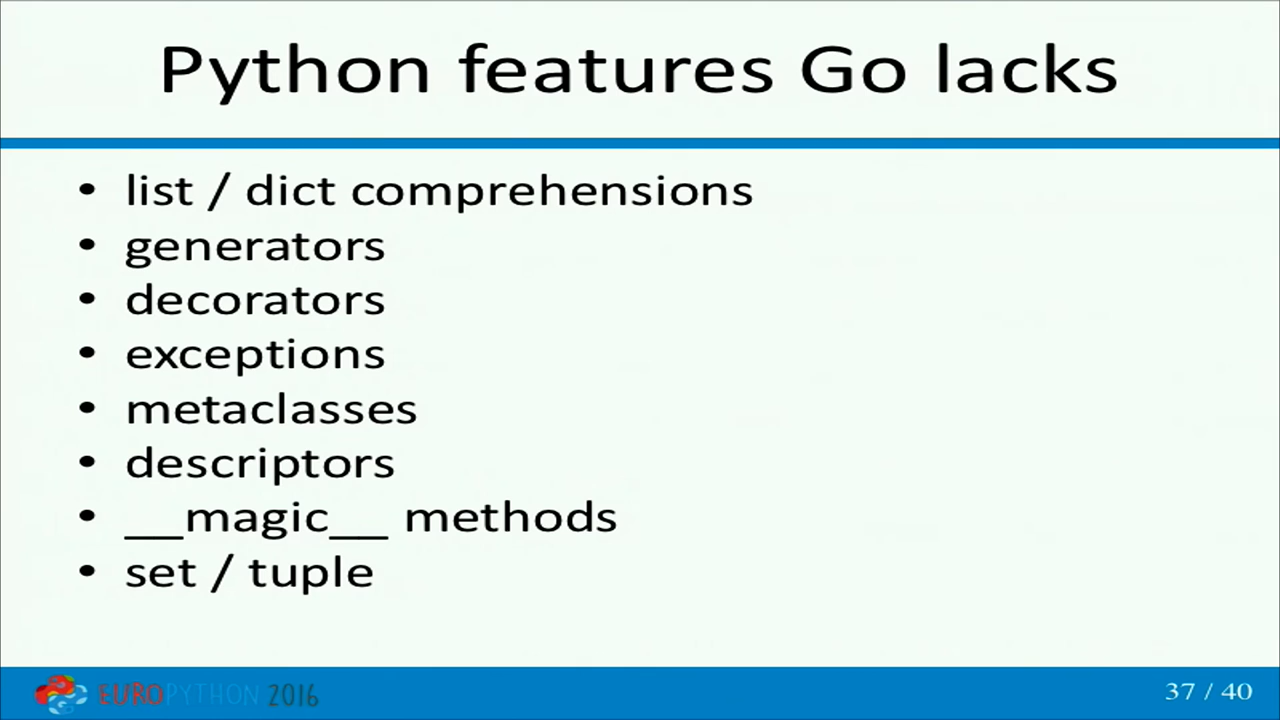 Python features Go lacks
• list / dict comprehensions
• generators
• decorators
• exceptions
• metaclasses
• descriptors
• __magic__ methods
• set / tuple
EUROPYTHON 2016
37 / 40